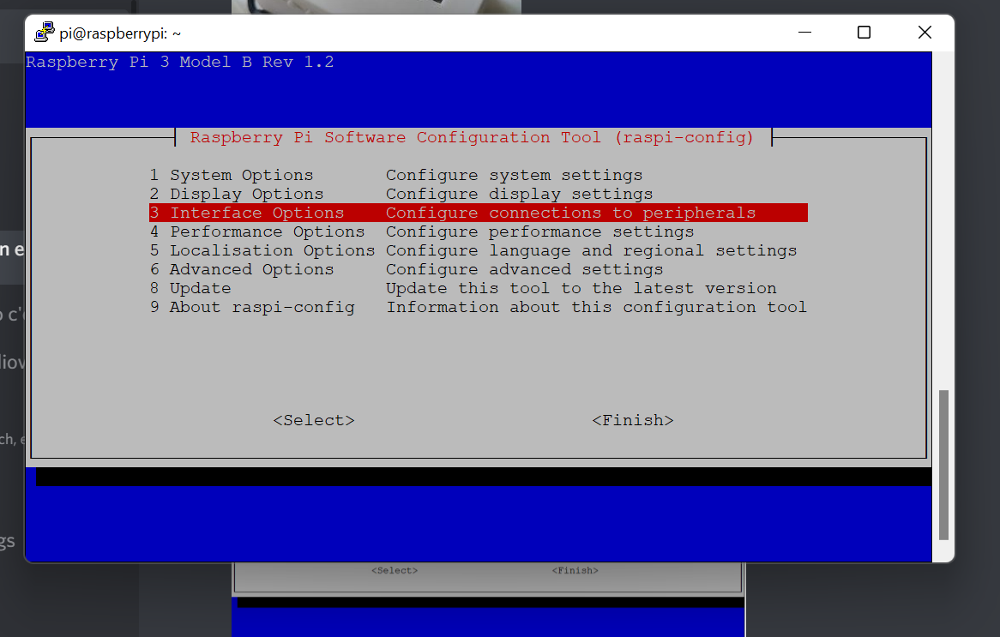 pi@raspberrypi: ~
Raspberry Pi 3 Model B Rev 1.2
Raspberry Pi Software Configuration Tool (raspi-config)
1 System Options Configure system settings
2 Display Options Configure display settings
3 Interface Options Configure connections to peripherals
4 Performance Options Configure performance settings
5 Localisation Options Configure language and regional settings
6 Advanced Options Configure advanced settings
8 Update Update this tool to the latest version
9 About raspi-config Information about this configuration tool
<Select> <Finish>
<Select> <Finish>